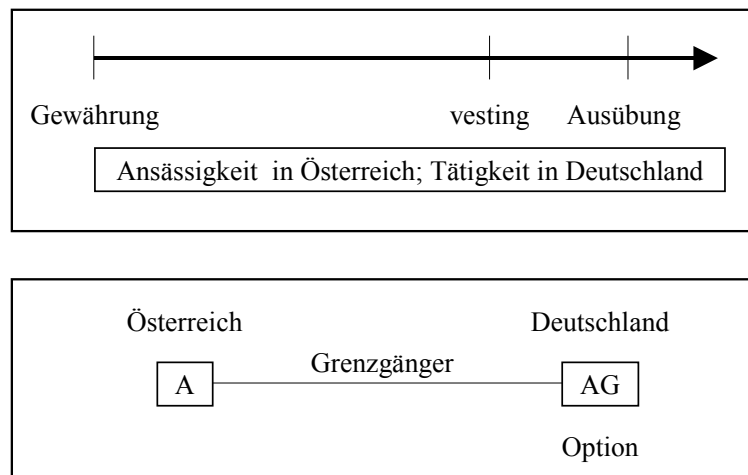 Gewährung vesting Ausübung
Ansässigkeit in Österreich; Tätigkeit in Deutschland
Österreich Deutschland
Grenzgänger
A AG
Option